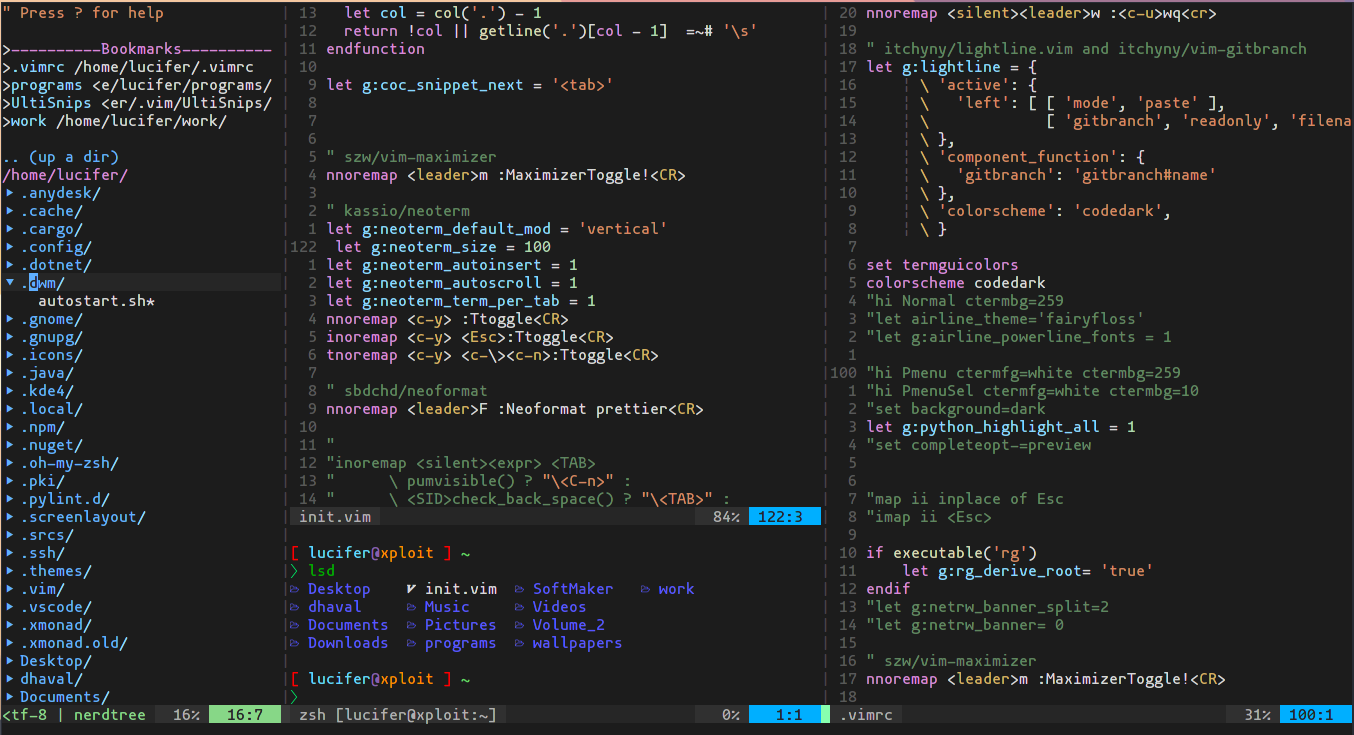 " Press ? for help
>----------Bookmarks----------
>.vimrc /home/lucifer/.vimrc
>programs <e/lucifer/programs/
>UltiSnips <er/.vim/UltiSnips/
>work /home/lucifer/work/
.. (up a dir)
/home/lucifer/
▸ .anydesk/
▸ .cache/
▸ .cargo/
▸ .config/
▸ .dotnet/
▾ .dwm/
autostart.sh*
▸ .gnome/
▸ .gnupg/
▸ .icons/
▸ .java/
▸ .kde4/
▸ .local/
▸ .npm/
▸ .nuget/
▸ .oh-my-zsh/
▸ .pki/
▸ .pylint.d/
▸ .screenlayout/
▸ .srcs/
▸ .ssh/
▸ .themes/
▸ .vim/
▸ .vscode/
▸ .xmonad/
▸ .xmonad.old/
▸ Desktop/
▸ dhaval/
▸ Documents/
<tf-8 | nerdtree 16% 16:7
13 let col = col('.') - 1
12 return !col || getline('.')[col - 1] =~# '\s'
11 endfunction
10
9 let g:coc_snippet_next = '<tab>'
8
7
6
5 " szw/vim-maximizer
4 nnoremap <leader>m :MaximizerToggle!<CR>
3
2 " kassio/neoterm
1 let g:neoterm_default_mod = 'vertical'
122 let g:neoterm_size = 100
1 let g:neoterm_autoinsert = 1
2 let g:neoterm_autoscroll = 1
3 let g:neoterm_term_per_tab = 1
4 nnoremap <c-y> :Ttoggle<CR>
5 inoremap <c-y> <Esc>:Ttoggle<CR>
6 tnoremap <c-y> <c-\><c-n>:Ttoggle<CR>
7
8 " sbdchd/neoformat
9 nnoremap <leader>F :Neoformat prettier<CR>
10
11 "
12 "inoremap <silent><expr> <TAB>
13 " \ pumvisible() ? "\<C-n>" :
14 " \ <SID>check_back_space() ? "\<TAB>" :
init.vim 84% 122:3
[ lucifer@xploit ] ~
> lsd
Desktop init.vim SoftMaker work
dhaval Music Videos
Documents Pictures Volume_2
Downloads programs wallpapers
[ lucifer@xploit ] ~
>
zsh [lucifer@xploit:~] 0% 1:1
20 nnoremap <silent><leader>w :<c-u>wq<cr>
19
18 " itchyny/lightline.vim and itchyny/vim-gitbranch
17 let g:lightline = {
16 ¦ \ 'active': {
15 ¦ \ 'left': [ [ 'mode', 'paste' ],
14 ¦ \ [ 'gitbranch', 'readonly', 'filena
13 ¦ \ },
12 ¦ \ 'component_function': {
11 ¦ \ 'gitbranch': 'gitbranch#name'
10 ¦ \ },
9 ¦ \ 'colorscheme': 'codedark',
8 ¦ \ }
7
6 set termguicolors
5 colorscheme codedark
4 "hi Normal ctermbg=259
3 "let airline_theme='fairyfloss'
2 "let g:airline_powerline_fonts = 1
1
100 "hi Pmenu ctermfg=white ctermbg=259
1 "hi PmenuSel ctermfg=white ctermbg=10
2 "set background=dark
3 let g:python_highlight_all = 1
4 "set completeopt-=preview
5
6
7 "map ii inplace of Esc
8 "imap ii <Esc>
9
10 if executable('rg')
11 let g:rg_derive_root= 'true'
12 endif
13 "let g:netrw_banner_split=2
14 "let g:netrw_banner= 0
15
16 " szw/vim-maximizer
17 nnoremap <leader>m :MaximizerToggle!<CR>
18
.vimrc 31% 100:1